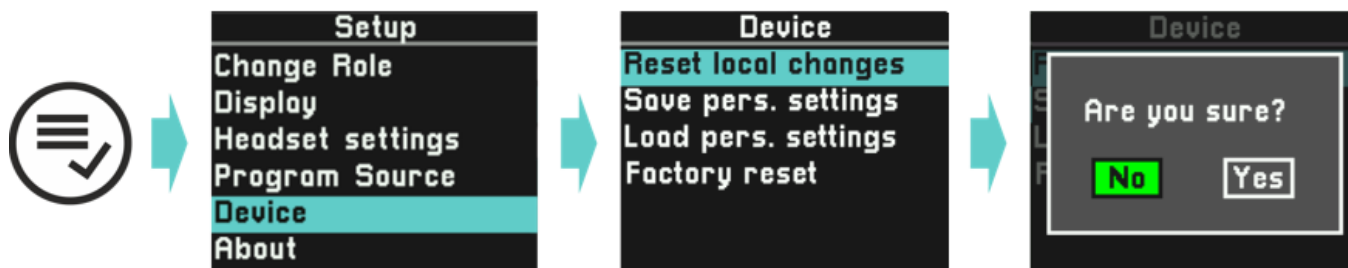 Setup
Change Role
Display
Headset settings
Program Source
Device
About
Device
Reset local changes
Save pers. settings
Load pers. settings
Factory reset
Device
Are you sure?
No
Yes